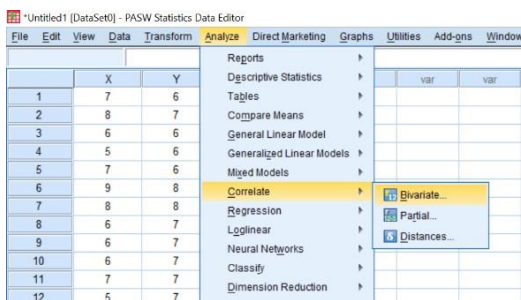 *Untitled1 [DataSet0] - PASW Statistics Data Editor
File Edit View Data Transform Analyze Direct Marketing Graphs Utilities Add-ons Window
Reports
X Y Descriptive Statistics var var
1 7 6 Tables
2 8 7 Compare Means
3 6 6 General Linear Model
4 5 6 Generalized Linear Models
5 7 6 Mixed Models
6 9 8 Correlate Bivariate...
7 8 8 Regression Partial...
8 6 7 Loglinear
9 6 7 Neural Networks Distances...
10 6 7 Classify
11 7 7 Dimension Reduction
12 5 7